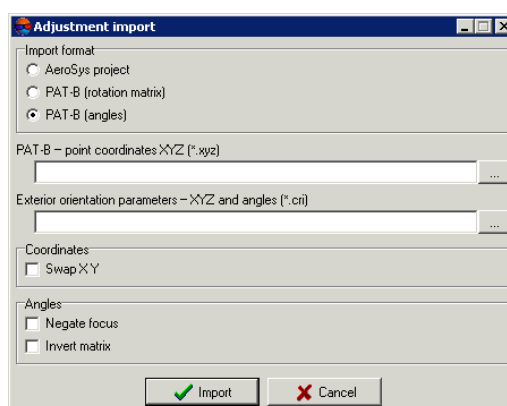 Adjustment import
Import format
AeroSys project
PAT-B (rotation matrix)
PAT-B (angles)
PAT-B – point coordinates XYZ (*.xyz)
...
Exterior orientation parameters – XYZ and angles (*.cri)
...
Coordinates
Swap X Y
Angles
Negate focus
Invert matrix
Import Cancel